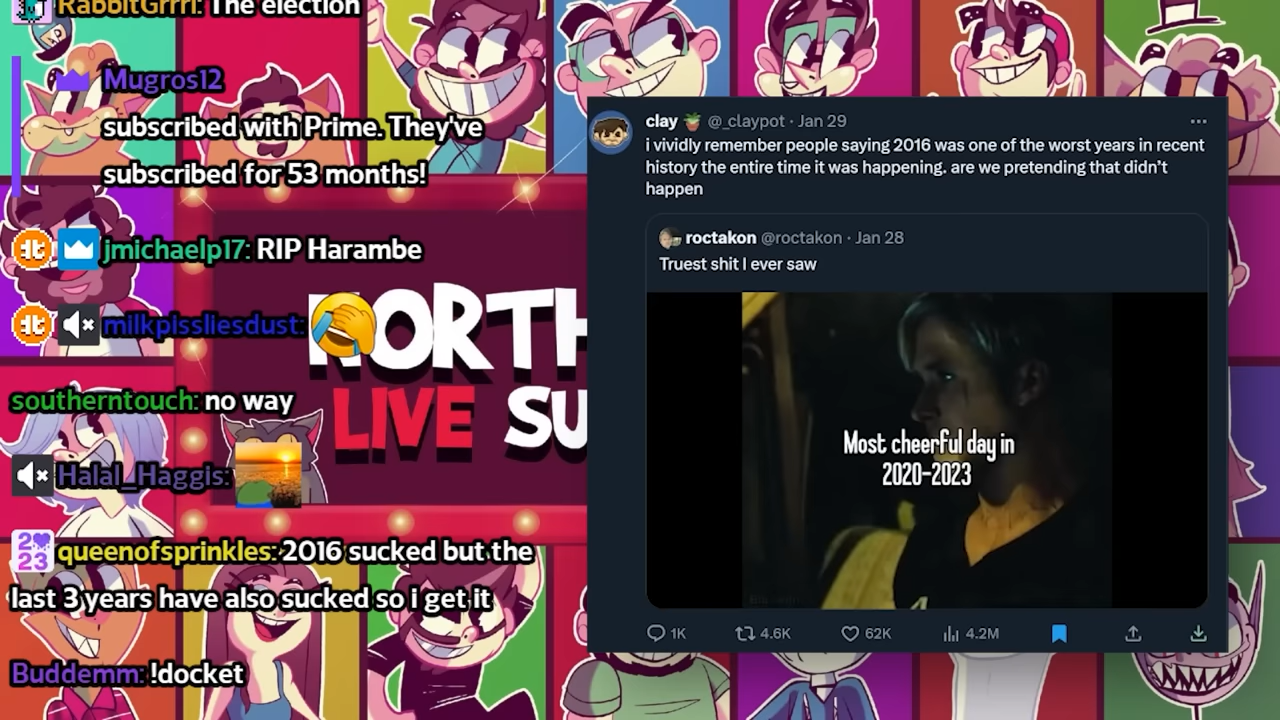 RabbitGrrrl: The election
Mugros12
subscribed with Prime. They've
subscribed for 53 months!
jmichaelp17: RIP Harambe
milkpissliesdust:
southerntouch: no way
Halal_Haggis:
2023 queenofsprinkles: 2016 sucked but the
last 3 years have also sucked so i get it
Buddemm: !docket
NORTH
LIVE SU
clay @_claypot · Jan 29
i vividly remember people saying 2016 was one of the worst years in recent
history the entire time it was happening. are we pretending that didn't
happen
roctakon @roctakon · Jan 28
Truest shit I ever saw
Most cheerful day in
2020-2023
1K 4.6K 62K 4.2M